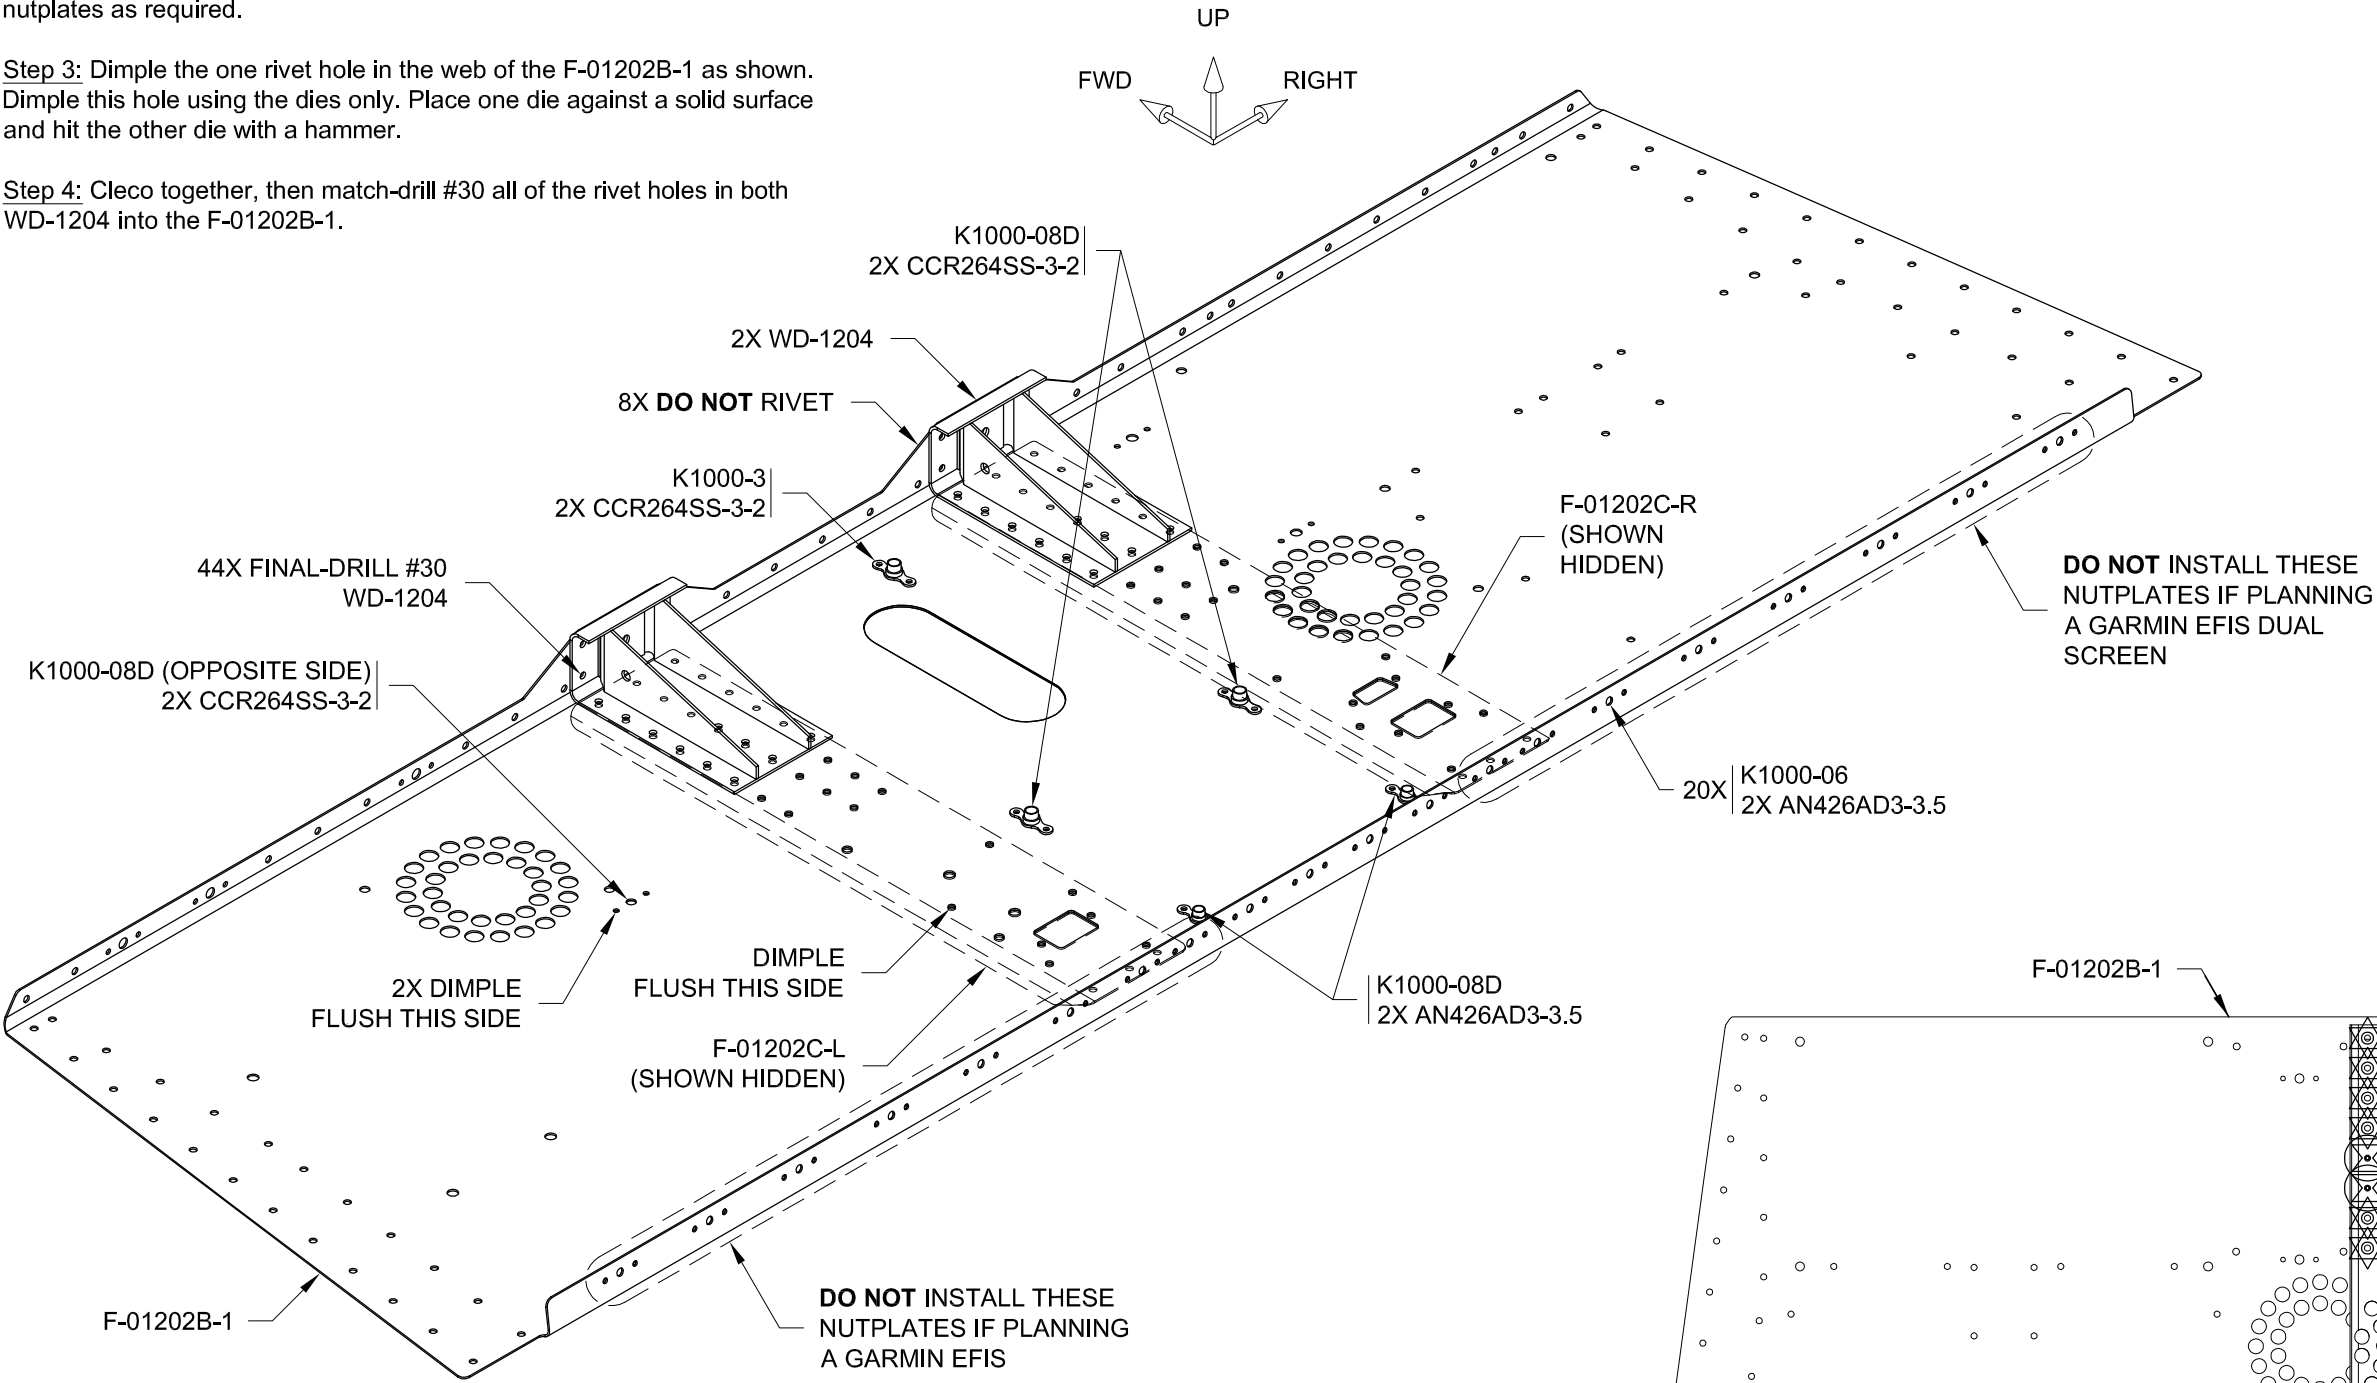 nutplates as required.
Step 3: Dimple the one rivet hole in the web of the F-01202B-1 as shown.
Dimple this hole using the dies only. Place one die against a solid surface
and hit the other die with a hammer.
Step 4: Cleco together, then match-drill #30 all of the rivet holes in both
WD-1204 into the F-01202B-1.
UP
FWD
RIGHT
K1000-08D
2X CCR264SS-3-2
2X WD-1204
8X DO NOT RIVET
K1000-3
2X CCR264SS-3-2
44X FINAL-DRILL #30
WD-1204
K1000-08D (OPPOSITE SIDE)
2X CCR264SS-3-2
F-01202C-R
(SHOWN
HIDDEN)
DO NOT INSTALL THESE
NUTPLATES IF PLANNING
A GARMIN EFIS DUAL
SCREEN
20X
K1000-06
2X AN426AD3-3.5
2X DIMPLE
FLUSH THIS SIDE
DIMPLE
FLUSH THIS SIDE
F-01202C-L
(SHOWN HIDDEN)
K1000-08D
2X AN426AD3-3.5
F-01202B-1
F-01202B-1
DO NOT INSTALL THESE
NUTPLATES IF PLANNING
A GARMIN EFIS